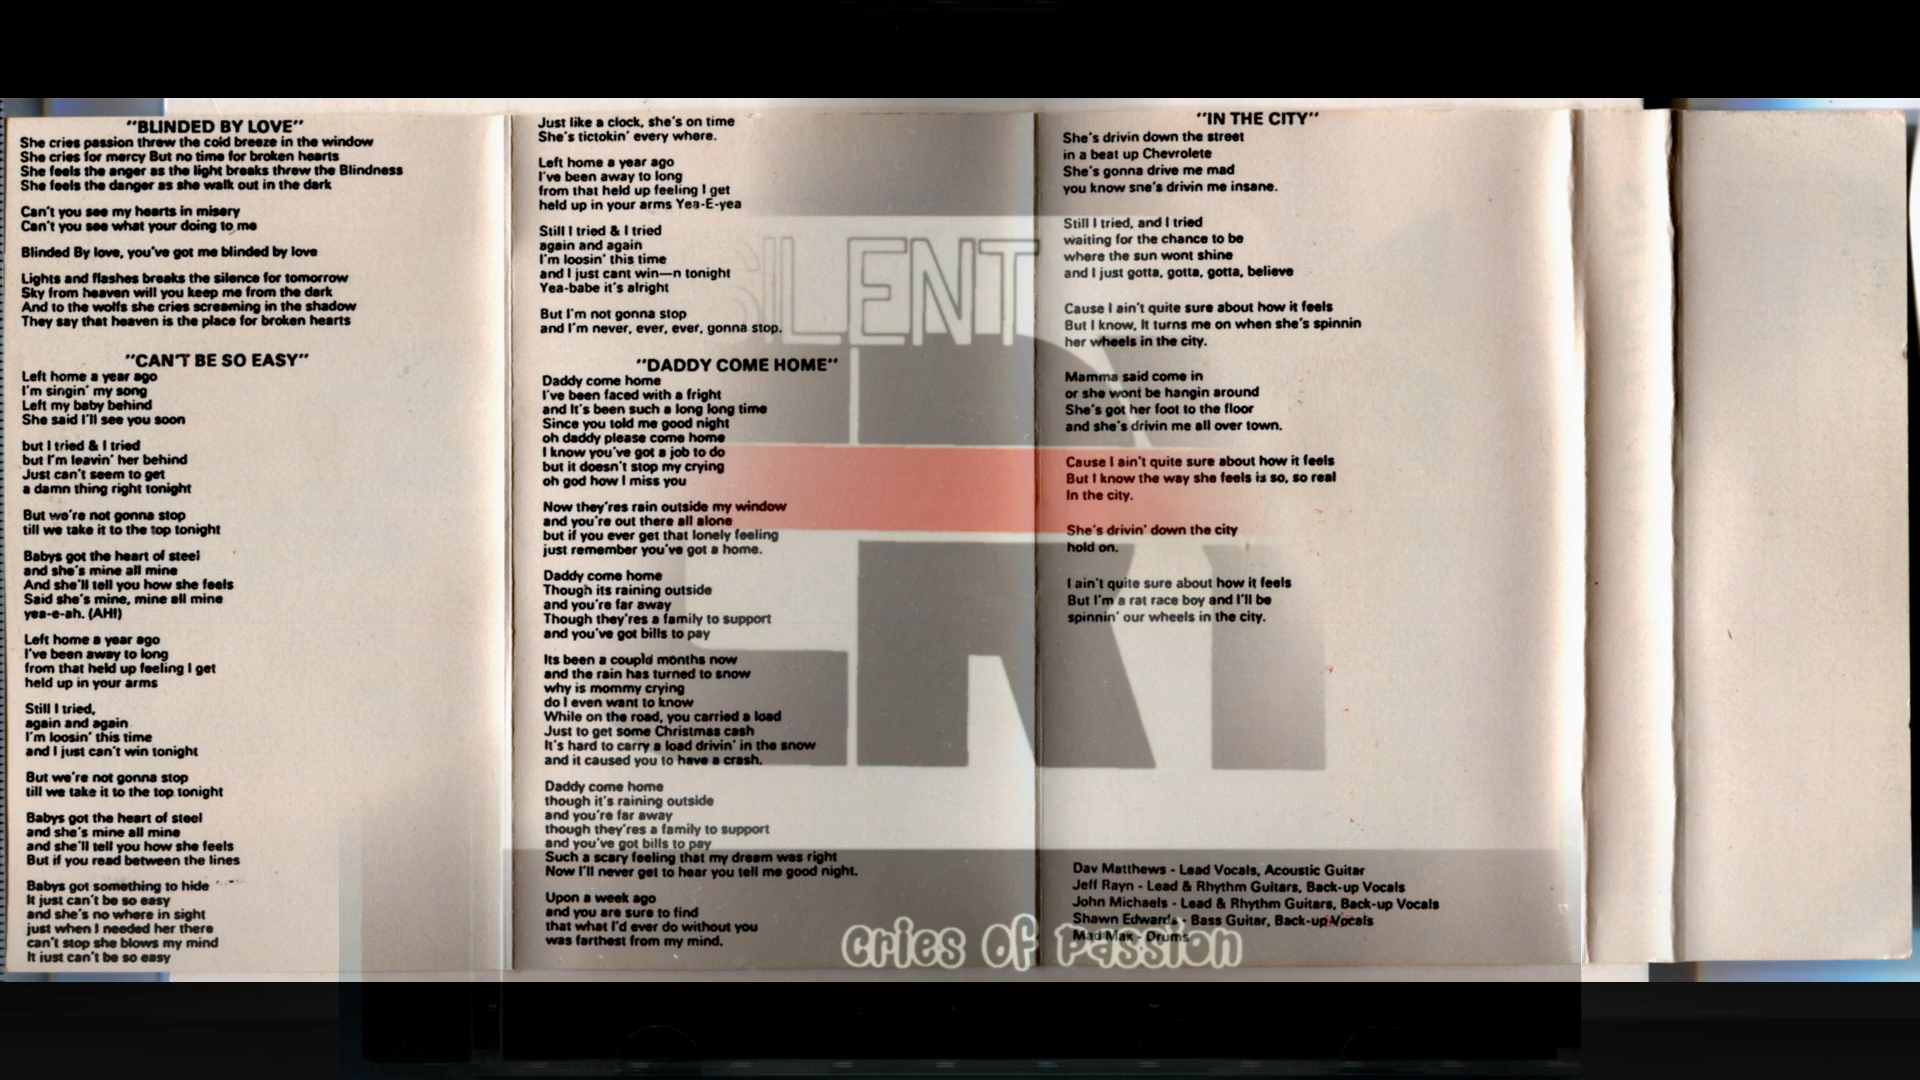 "BLINDED BY LOVE"
She cries passion threw the cold breeze in the window
She cries for mercy But no time for broken hearts
She feels the anger as the light breaks threw the Blindness
She feels the danger as she walk out in the dark
Can't you see my hearts in misery
Can't you see what your doing to me
Blinded By love, you've got me blinded by love
Lights and flashes breaks the silence for tomorrow
Sky from heaven will you keep me from the dark
And to the wolfs she cries screaming in the shadow
They say that heaven is the place for broken hearts
"CAN'T BE SO EASY"
Left home a year ago
I'm singin' my song
Left my baby behind
She said I'll see you soon
but I tried & I tried
but I'm leavin' her behind
Just can't seem to get
a damn thing right tonight
But we're not gonna stop
till we take it to the top tonight
Babys got the heart of steel
and she's mine all mine
And she'll tell you how she feels
Said she's mine, mine all mine
yea-e-ah. (AH!)
Left home a year ago
I've been away to long
from that held up feeling I get
held up in your arms
Still I tried,
again and again
I'm loosin' this time
and I just can't win tonight
But we're not gonna stop
till we take it to the top tonight
Babys got the heart of steel
and she's mine all mine
and she'll tell you how she feels
But if you read between the lines
Babys got something to hide
It just can't be so easy
and she's no where in sight
just when I needed her there
can't stop she blows my mind
It just can't be so easy
Just like a clock, she's on time
She's tictokin' every where.
Left home a year ago
I've been away to long
from that held up feeling I get
held up in your arms Yea-E-yea
Still I tried & I tried
again and again
I'm loosin' this time
and I just cant win—n tonight
Yea-babe it's alright
But I'm not gonna stop
and I'm never, ever, ever, gonna stop.
"DADDY COME HOME"
Daddy come home
I've been faced with a fright
and It's been such a long long time
Since you told me good night
oh daddy please come home
I know you've got a job to do
but it doesn't stop my crying
oh god how I miss you
Now they'res rain outside my window
and you're out there all alone
but if you ever get that lonely feeling
just remember you've got a home.
Daddy come home
Though its raining outside
and you're far away
Though they'res a family to support
and you've got bills to pay
Its been a couple months now
and the rain has turned to snow
why is mommy crying
do I even want to know
While on the road, you carried a load
Just to get some Christmas cash
It's hard to carry a load drivin' in the snow
and it caused you to have a crash.
Daddy come home
though it's raining outside
and you're far away
though they'res a family to support
and you've got bills to pay
Such a scary feeling that my dream was right
Now I'll never get to hear you tell me good night.
Upon a week ago
and you are sure to find
that what I'd ever do without you
was farthest from my mind.
"IN THE CITY"
She's drivin down the street
in a beat up Chevrolete
She's gonna drive me mad
you know sne's drivin me insane.
Still I tried, and I tried
waiting for the chance to be
where the sun wont shine
and I just gotta, gotta, gotta, believe
Cause I ain't quite sure about how it feels
But I know, It turns me on when she's spinnin
her wheels in the city.
Mamma said come in
or she wont be hangin around
She's got her foot to the floor
and she's drivin me all over town.
Cause I ain't quite sure about how it feels
But I know the way she feels is so, so real
In the city.
She's drivin' down the city
hold on.
I ain't quite sure about how it feels
But I'm a rat race boy and I'll be
spinnin' our wheels in the city.
Dav Matthews - Lead Vocals, Acoustic Guitar
Jeff Rayn - Lead & Rhythm Guitars, Back-up Vocals
John Michaels - Lead & Rhythm Guitars, Back-up Vocals
Shawn Edwards - Bass Guitar, Back-up Vocals
Mad Max - Drums
SILENT
CRY
Cries Of Passion